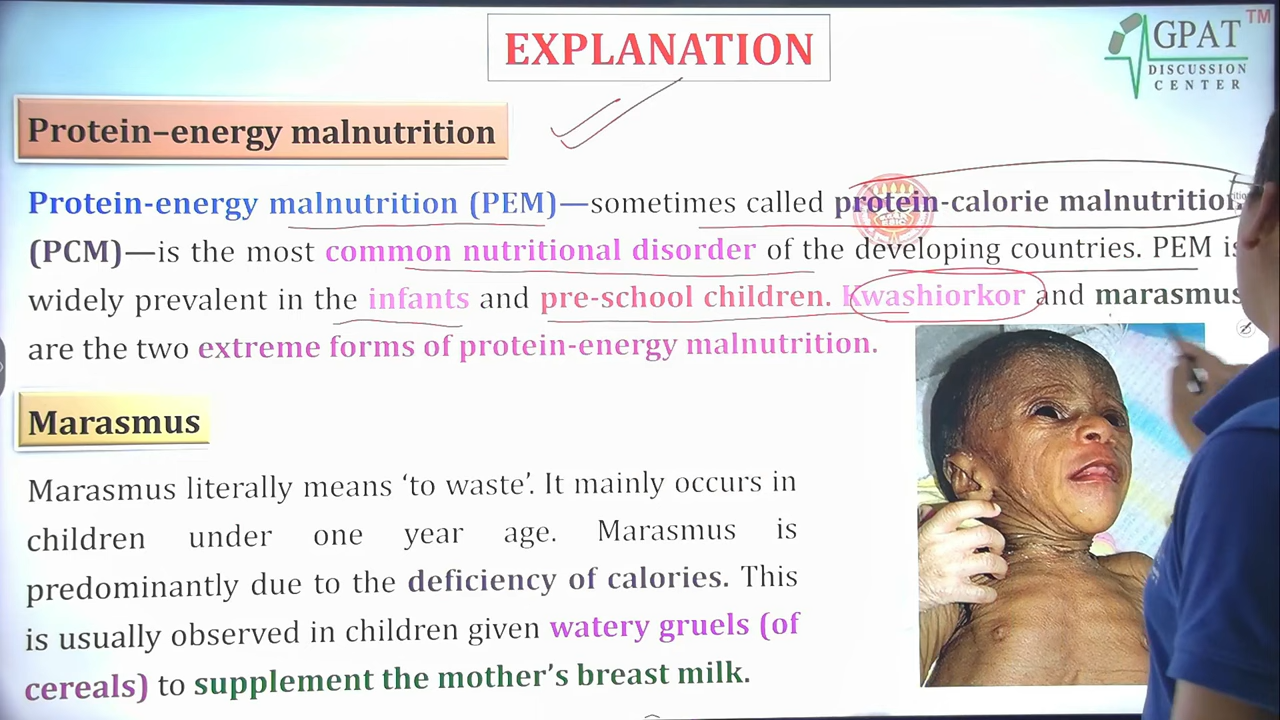 EXPLANATION
TM
GPAT
DISCUSSION
CENTER
Protein–energy malnutrition
Protein-energy malnutrition (PEM)—sometimes called protein-calorie malnutrition
(PCM)—is the most common nutritional disorder of the developing countries. PEM is
widely prevalent in the infants and pre-school children. Kwashiorkor and marasmus
are the two extreme forms of protein-energy malnutrition.
Marasmus
Marasmus literally means ‘to waste’. It mainly occurs in
children under one year age. Marasmus is
predominantly due to the deficiency of calories. This
is usually observed in children given watery gruels (of
cereals) to supplement the mother’s breast milk.